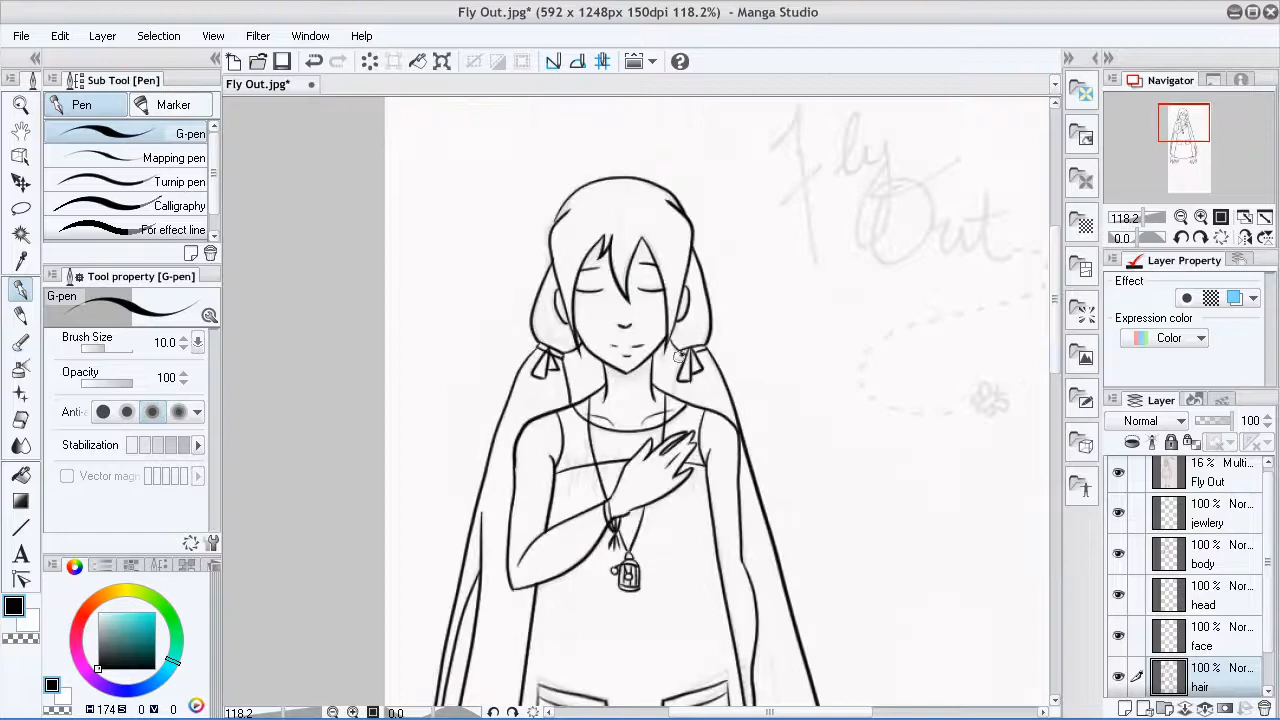 Fly Out.jpg* (592 x 1248px 150dpi 118.2%) - Manga Studio
File Edit Layer Selection View Filter Window Help
Sub Tool [Pen]
Pen
Marker
G-pen
Mapping pen
Turnip pen
Calligraphy
For effect line
Tool property [G-pen]
G-pen
Brush Size 10.0
Opacity 100
Anti-
Stabilization
Vector magn
174 0 0
Fly Out.jpg*
Fly
Out
118.2 0.0
Navigator
118.2
0.0
Layer Property
Effect
Expression color
Color
Layer
Normal 100
16 % Multi...
Fly Out
100 % Nor...
jewlery
100 % Nor...
body
100 % Nor...
head
100 % Nor...
face
100 % Nor...
hair